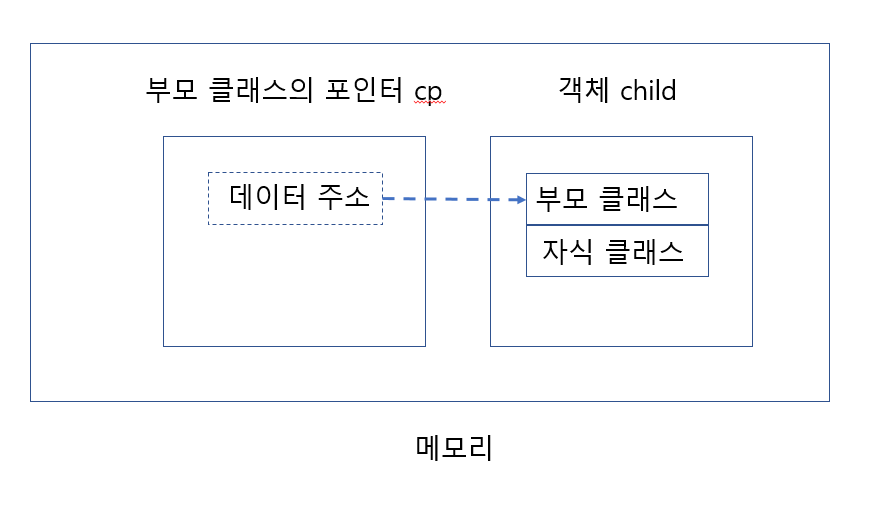 부모 클래스의 포인터 cp
객체 child
데이터 주소
부모 클래스
자식 클래스
메모리